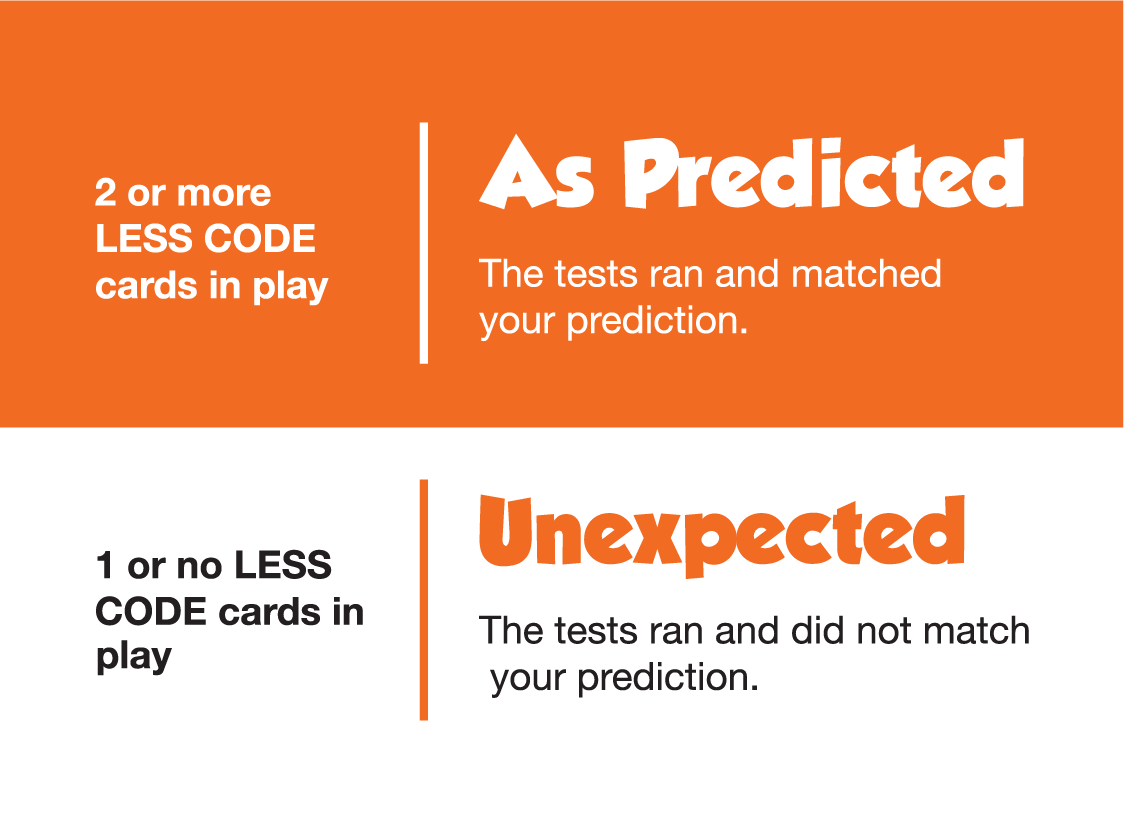 2 or more
LESS CODE
cards in play
As Predicted
The tests ran and matched
your prediction.
1 or no LESS
CODE cards in
play
Unexpected
The tests ran and did not match
your prediction.